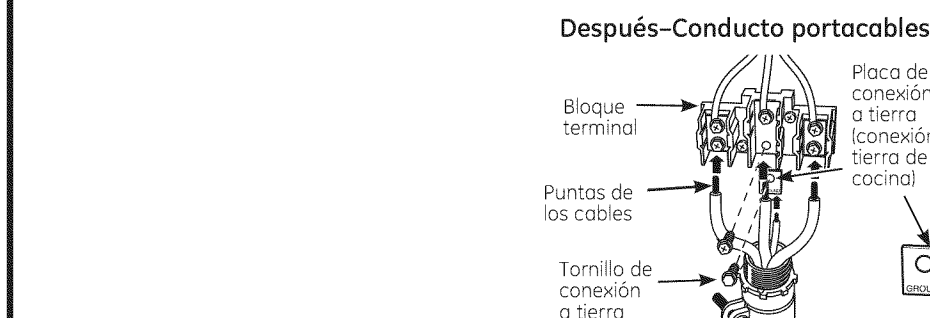 Después–Conducto portacables
Bloque
terminal
Placa de
conexión
a tierra
(conexión
tierra de
cocina)
Puntas de
los cables
Tornillo de
conexión
a tierra